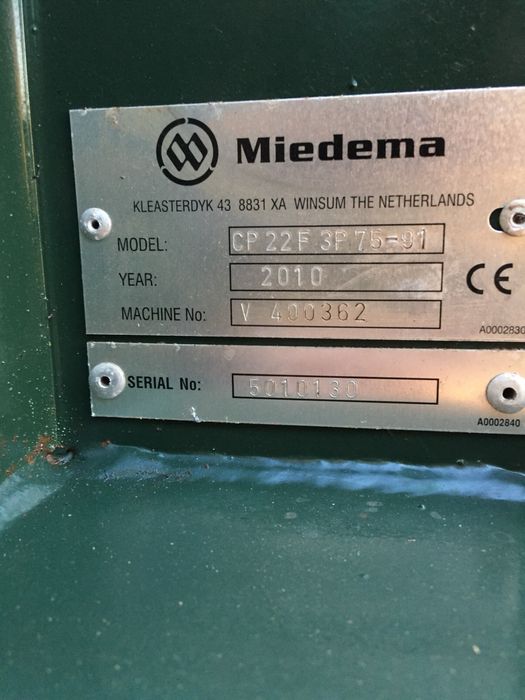 Miedema
KLEASTERDYK 43 8831 XA WINSUM THE NETHERLANDS
MODEL: CP 22 F 3P 75-91
YEAR: 2010
CE
MACHINE No: V 400362
A0002830
SERIAL No: 5010130
A0002840